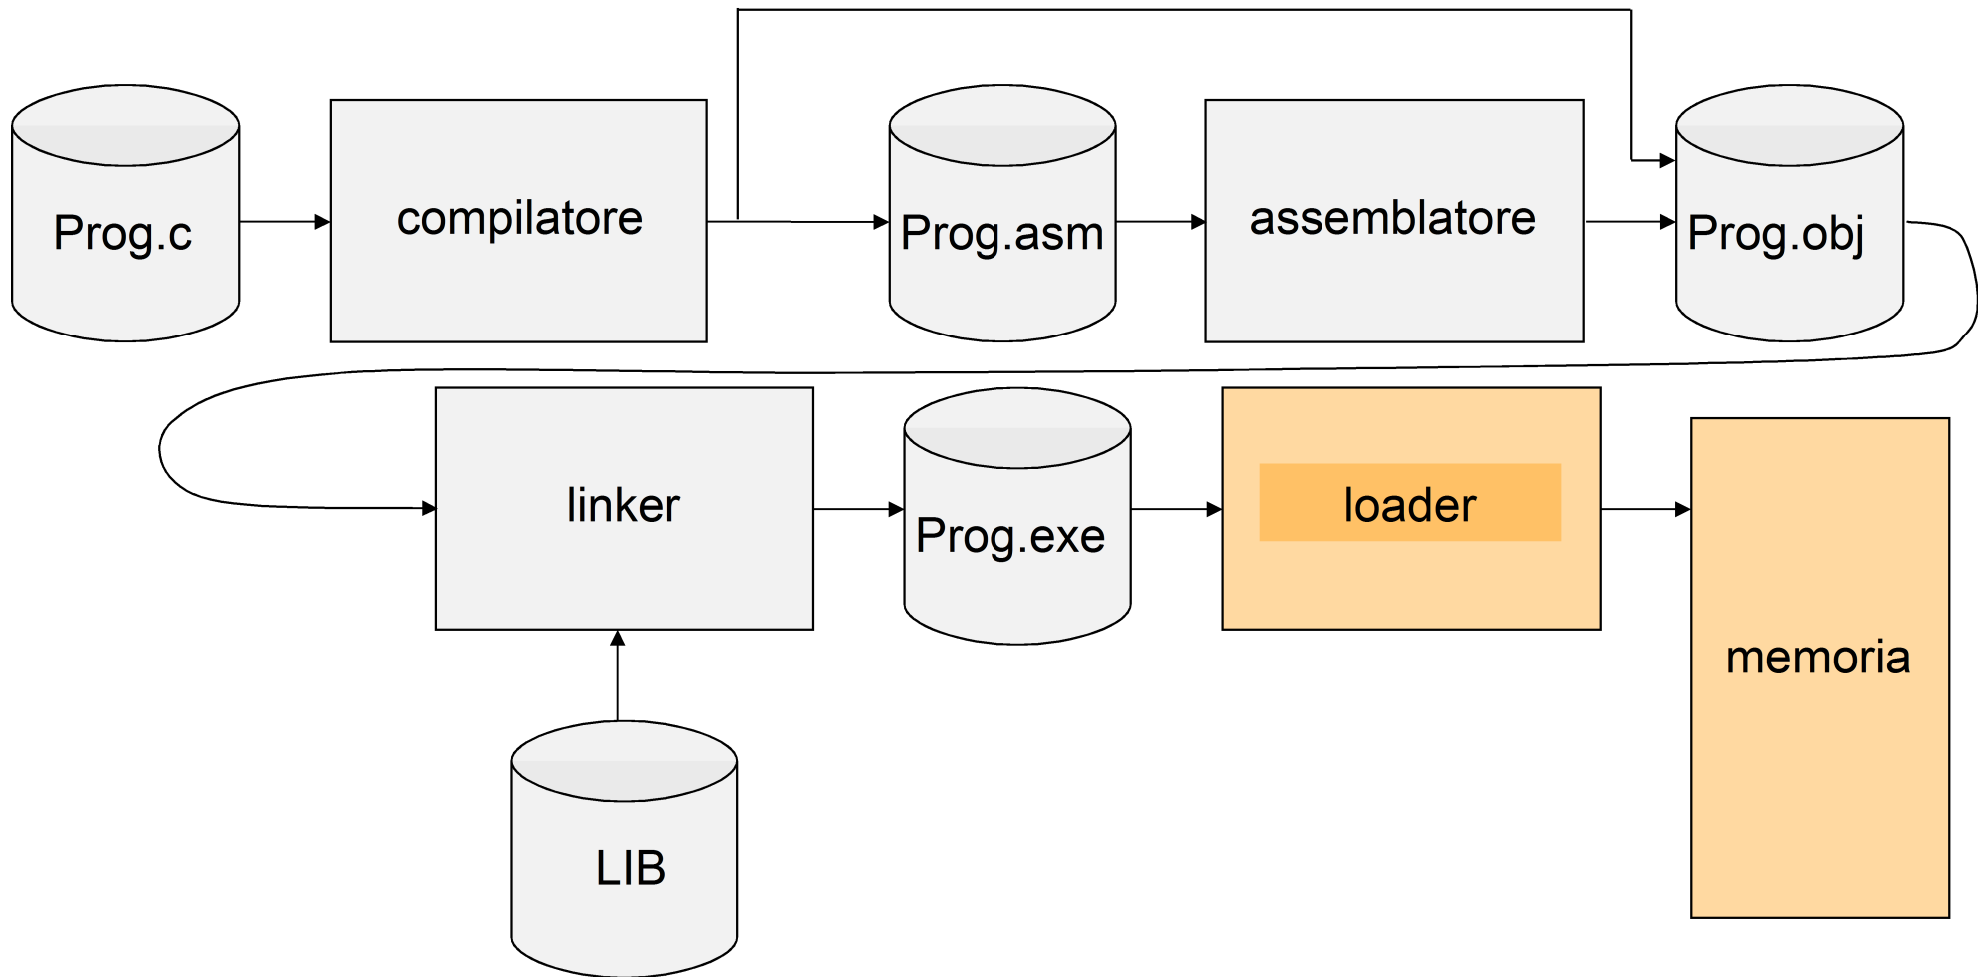 Prog.c
compilatore
Prog.asm
assemblatore
Prog.obj
linker
Prog.exe
loader
memoria
LIB